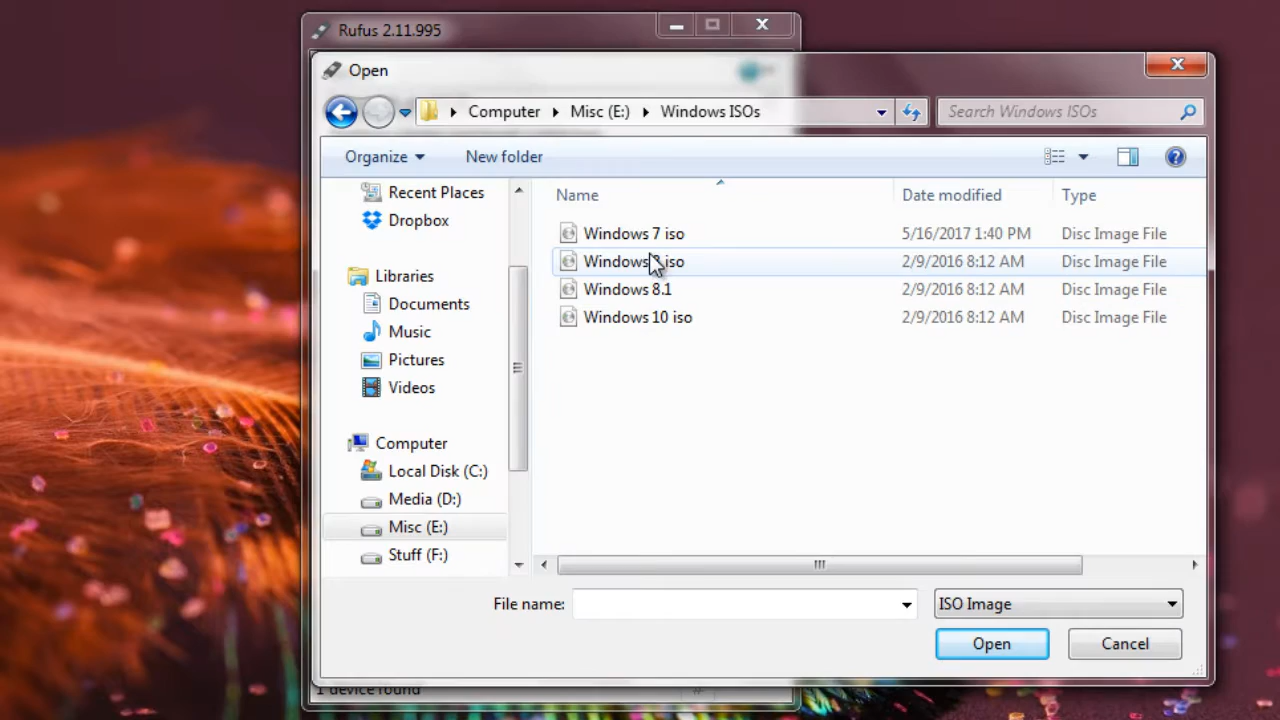 Rufus 2.11.995
Open
Computer Misc (E:) Windows ISOs
Search Windows ISOs
Organize New folder
Recent Places
Dropbox
Libraries
Documents
Music
Pictures
Videos
Computer
Local Disk (C:)
Media (D:)
Misc (E:)
Stuff (F:)
Name Date modified Type
Windows 7 iso 5/16/2017 1:40 PM Disc Image File
Windows iso 2/9/2016 8:12 AM Disc Image File
Windows 8.1 2/9/2016 8:12 AM Disc Image File
Windows 10 iso 2/9/2016 8:12 AM Disc Image File
File name:
ISO Image
Open Cancel
1 device found
#